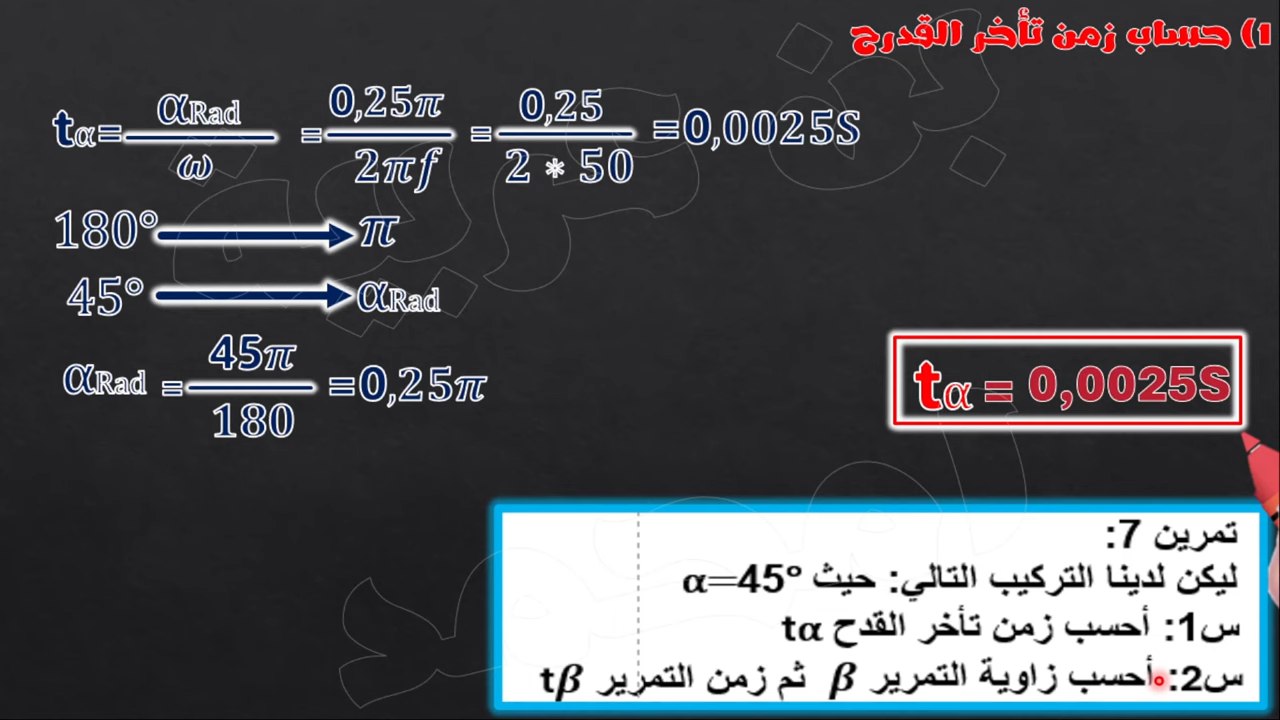 1) حساب زمن تأخر القدرح
tα = αRad / ω = 0,25π / 2πf = 0,25 / 2 * 50 = 0,0025S
180° → π
45° → αRad
αRad = 45π / 180 = 0,25π
tα = 0,0025S
تمرين 7:
ليكن لدينا التركيب التالي: حيث α=45°
س1: أحسب زمن تأخر القدح tα
س2: أحسب زاوية التمرير β ثم زمن التمرير tβ